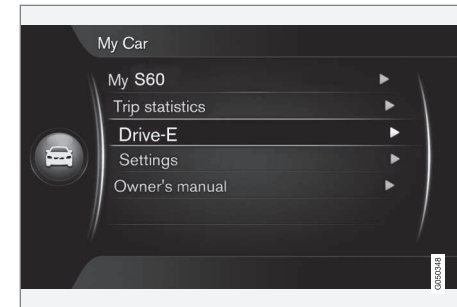 My Car
My S60
Trip statistics
Drive-E
Settings
Owner's manual
G050348